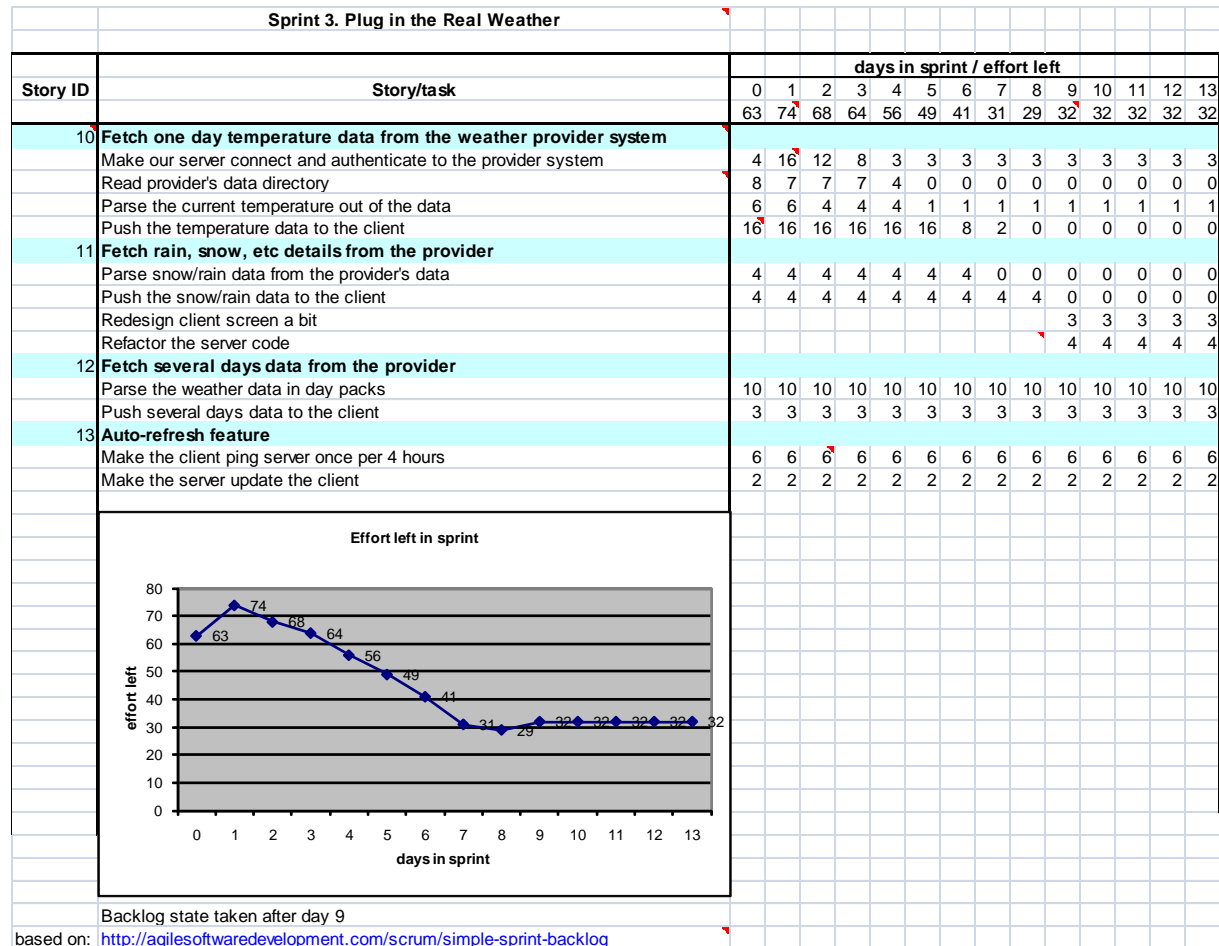 Sprint 3. Plug in the Real Weather
days in sprint / effort left
Story ID Story/task 0 1 2 3 4 5 6 7 8 9 10 11 12 13
63 74 68 64 56 49 41 31 29 32 32 32 32 32
10 Fetch one day temperature data from the weather provider system
Make our server connect and authenticate to the provider system 4 16 12 8 3 3 3 3 3 3 3 3 3 3
Read provider's data directory 8 7 7 7 4 0 0 0 0 0 0 0 0 0
Parse the current temperature out of the data 6 6 4 4 4 1 1 1 1 1 1 1 1 1
Push the temperature data to the client 16 16 16 16 16 16 8 2 0 0 0 0 0 0
11 Fetch rain, snow, etc details from the provider
Parse snow/rain data from the provider's data 4 4 4 4 4 4 4 0 0 0 0 0 0 0
Push the snow/rain data to the client 4 4 4 4 4 4 4 4 4 0 0 0 0 0
Redesign client screen a bit 3 3 3 3 3
Refactor the server code 4 4 4 4 4
12 Fetch several days data from the provider
Parse the weather data in day packs 10 10 10 10 10 10 10 10 10 10 10 10 10 10
Push several days data to the client 3 3 3 3 3 3 3 3 3 3 3 3 3 3
13 Auto-refresh feature
Make the client ping server once per 4 hours 6 6 6 6 6 6 6 6 6 6 6 6 6 6
Make the server update the client 2 2 2 2 2 2 2 2 2 2 2 2 2 2
Effort left in sprint
80
70
60
50
40
30
20
10
0
effort left
63 74 68 64 56 49 41 31 29 32 32 32 32 32
0 1 2 3 4 5 6 7 8 9 10 11 12 13
days in sprint
Backlog state taken after day 9
based on: http://agilesoftwaredevelopment.com/scrum/simple-sprint-backlog